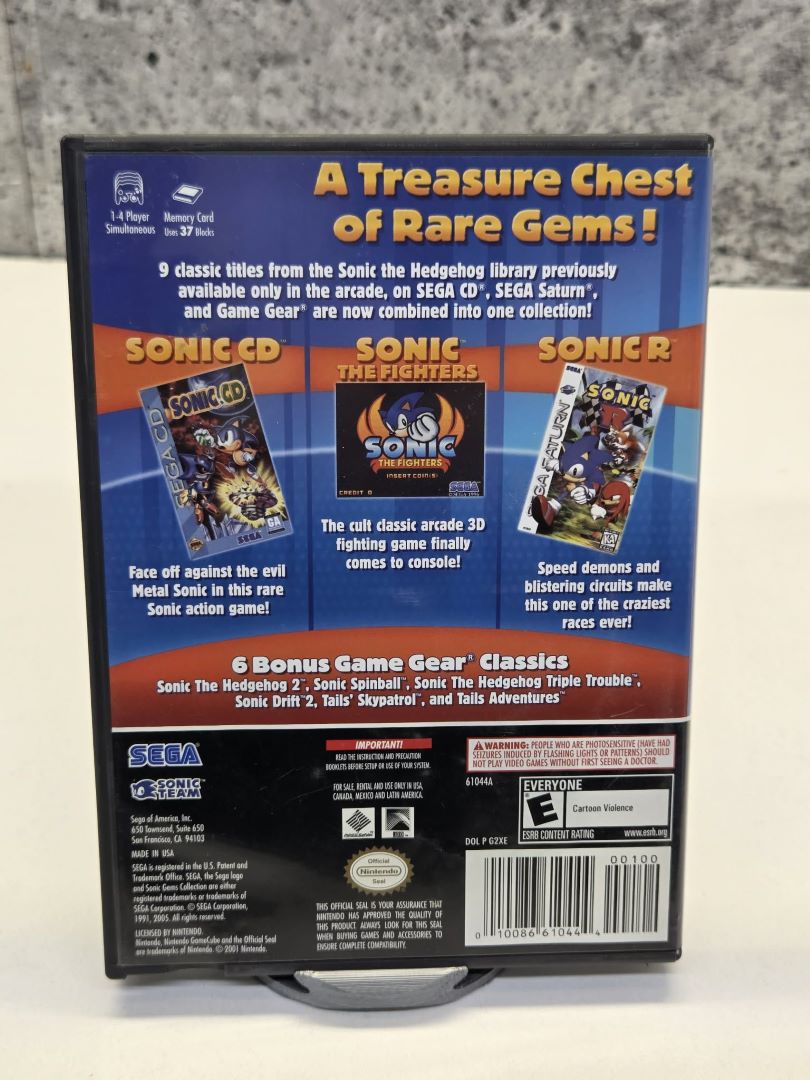 A Treasure Chest
of Rare Gems!
1-4 Player
Simultaneous
Memory Card
Uses 37 Blocks
9 classic titles from the Sonic the Hedgehog library previously
available only in the arcade, on SEGA CD®, SEGA Saturn®,
and Game Gear® are now combined into one collection!
SONIC CD™
SEGA CD™
SONIC CD
GA
SEGA
Face off against the evil
Metal Sonic in this rare
Sonic action game!
SONIC™
THE FIGHTERS
SONIC
THE FIGHTERS
INSERT COIN(S)
CREDIT 0
SEGA
©SEGA 1996
The cult classic arcade 3D
fighting game finally
comes to console!
SONIC R™
SEGA
SEGA SATURN™
SONIC
R
KA
Speed demons and
blistering circuits make
this one of the craziest
races ever!
6 Bonus Game Gear® Classics
Sonic The Hedgehog 2™, Sonic Spinball™, Sonic The Hedgehog Triple Trouble™,
Sonic Drift™2, Tails' Skypatrol™, and Tails Adventures™
SEGA
SONIC
TEAM™
Sega of America, Inc.
650 Townsend, Suite 650
San Francisco, CA 94103
MADE IN USA
SEGA is registered in the U.S. Patent and
Trademark Office. SEGA, the Sega logo
and Sonic Gems Collection are either
registered trademarks or trademarks of
SEGA Corporation. © SEGA Corporation,
1991, 2005. All rights reserved.
LICENSED BY NINTENDO.
Nintendo, Nintendo GameCube and the Official Seal
are trademarks of Nintendo. © 2001 Nintendo.
IMPORTANT!
READ THE INSTRUCTION AND PRECAUTION
BOOKLETS BEFORE SETUP OR USE OF YOUR SYSTEM.
FOR SALE, RENTAL AND USE ONLY IN USA,
CANADA, MEXICO AND LATIN AMERICA.
Official
Nintendo
Seal
THIS OFFICIAL SEAL IS YOUR ASSURANCE THAT
NINTENDO HAS APPROVED THE QUALITY OF
THIS PRODUCT. ALWAYS LOOK FOR THIS SEAL
WHEN BUYING GAMES AND ACCESSORIES TO
ENSURE COMPLETE COMPATIBILITY.
WARNING: PEOPLE WHO ARE PHOTOSENSITIVE (HAVE HAD
SEIZURES INDUCED BY FLASHING LIGHTS OR PATTERNS) SHOULD
NOT PLAY VIDEO GAMES WITHOUT FIRST SEEING A DOCTOR.
61044A
EVERYONE
E
Cartoon Violence
ESRB CONTENT RATING www.esrb.org
DOL P G2XE
00100
0 10086 61044 4